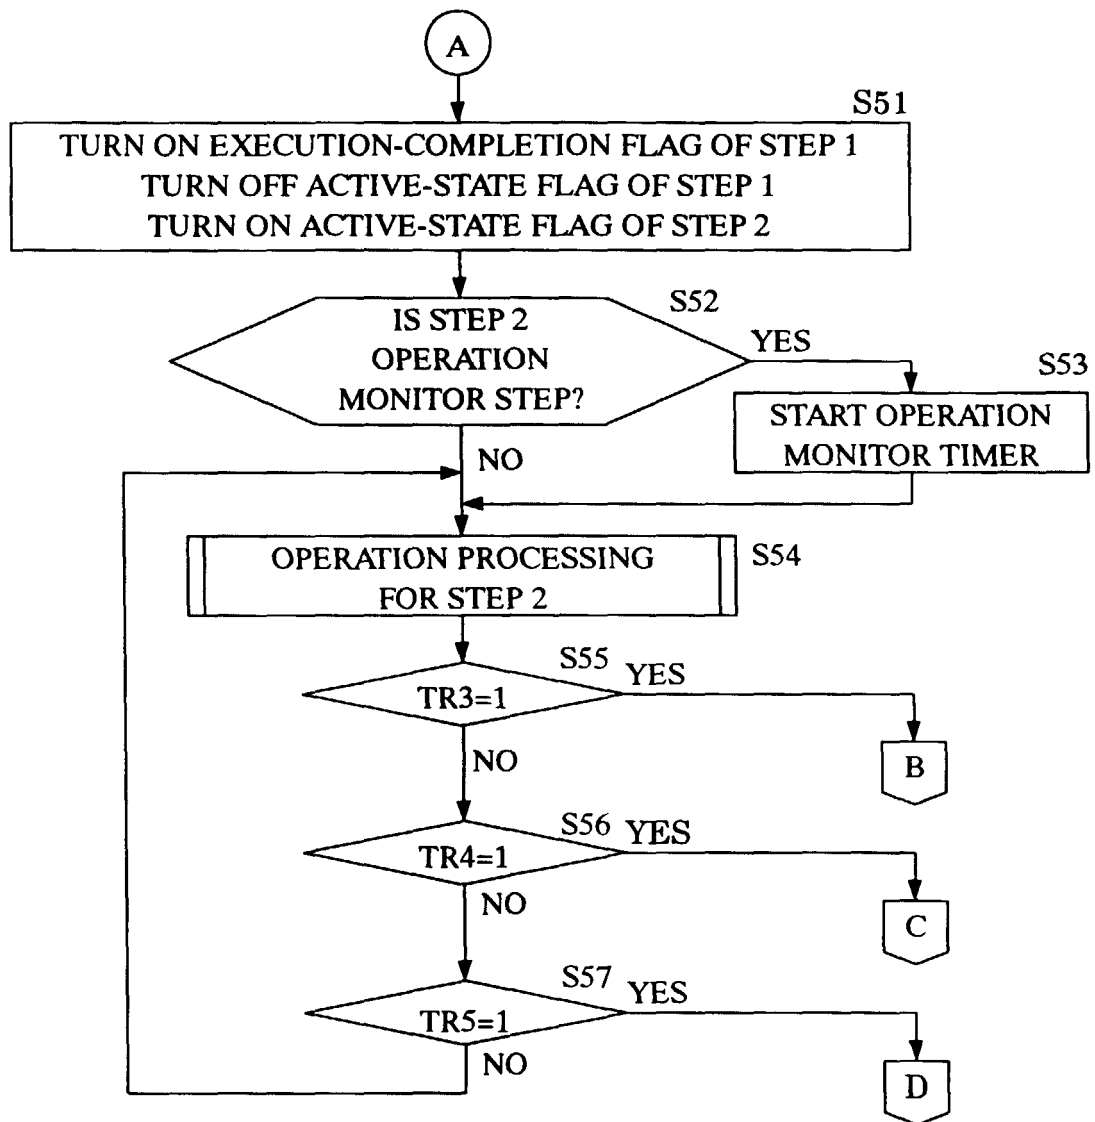 A
S51
TURN ON EXECUTION-COMPLETION FLAG OF STEP 1
TURN OFF ACTIVE-STATE FLAG OF STEP 1
TURN ON ACTIVE-STATE FLAG OF STEP 2
S52
IS STEP 2
OPERATION
MONITOR STEP?
YES
S53
START OPERATION
MONITOR TIMER
NO
OPERATION PROCESSING
FOR STEP 2
S54
S55
TR3=1
YES
B
NO
S56
TR4=1
YES
C
NO
S57
TR5=1
YES
D
NO